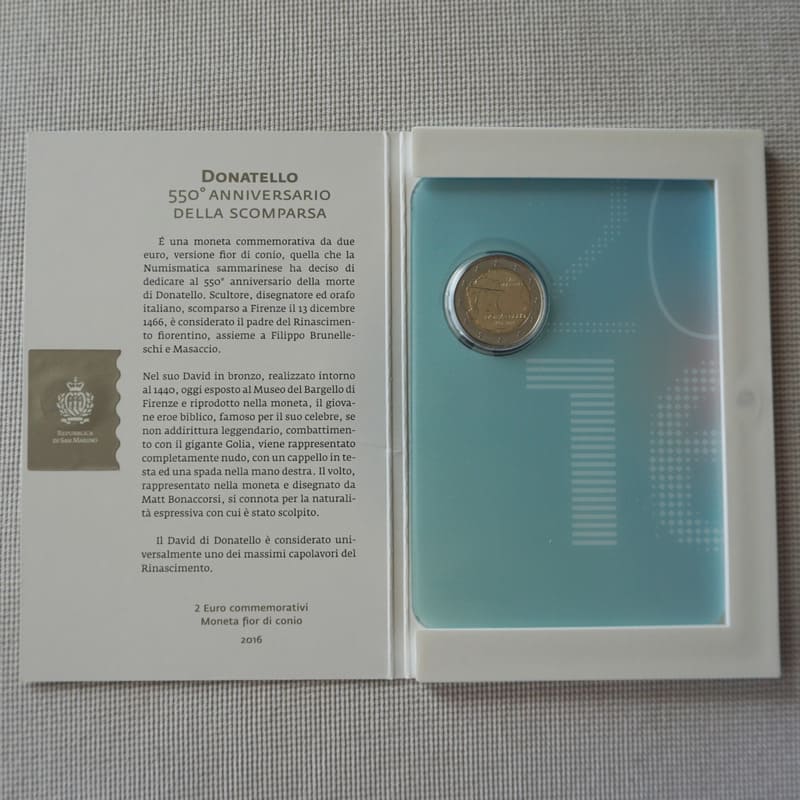 DONATELLO
550° ANNIVERSARIO
DELLA SCOMPARSA
É una moneta commemorativa da due
euro, versione fior di conio, quella che la
Numismatica sammarinese ha deciso di
dedicare al 550° anniversario della morte
di Donatello. Scultore, disegnatore ed orafo
italiano, scomparso a Firenze il 13 dicembre
1466, è considerato il padre del Rinascimen-
to fiorentino, assieme a Filippo Brunelle-
schi e Masaccio.
Nel suo David in bronzo, realizzato intorno
al 1440, oggi esposto al Museo del Bargello di
Firenze e riprodotto nella moneta, il giova-
ne eroe biblico, famoso per il suo celebre, se
non addirittura leggendario, combattimen-
to con il gigante Golia, viene rappresentato
completamente nudo, con un cappello in te-
sta ed una spada nella mano destra. Il volto,
rappresentato nella moneta e disegnato da
Matt Bonaccorsi, si connota per la naturali-
tà espressiva con cui è stato scolpito.
Il David di Donatello è considerato uni-
versalmente uno dei massimi capolavori del
Rinascimento.
2 Euro commemorativi
Moneta fior di conio
2016
REPUBBLICA
DI SAN MARINO
DONATELLO
2016